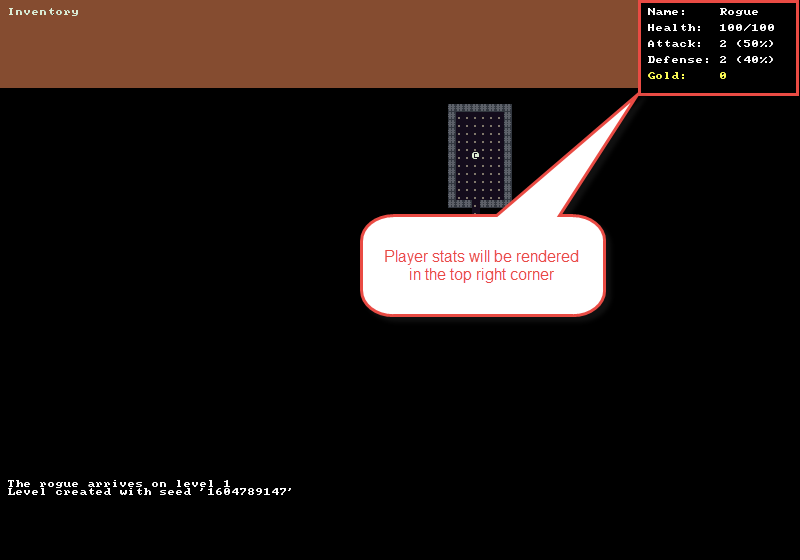 Inventory
Name: Rogue
Health: 100/100
Attack: 2 (50%)
Defense: 2 (40%)
Gold: 0
@
Player stats will be rendered
in the top right corner
The rogue arrives on level 1
Level created with seed '1604789147'